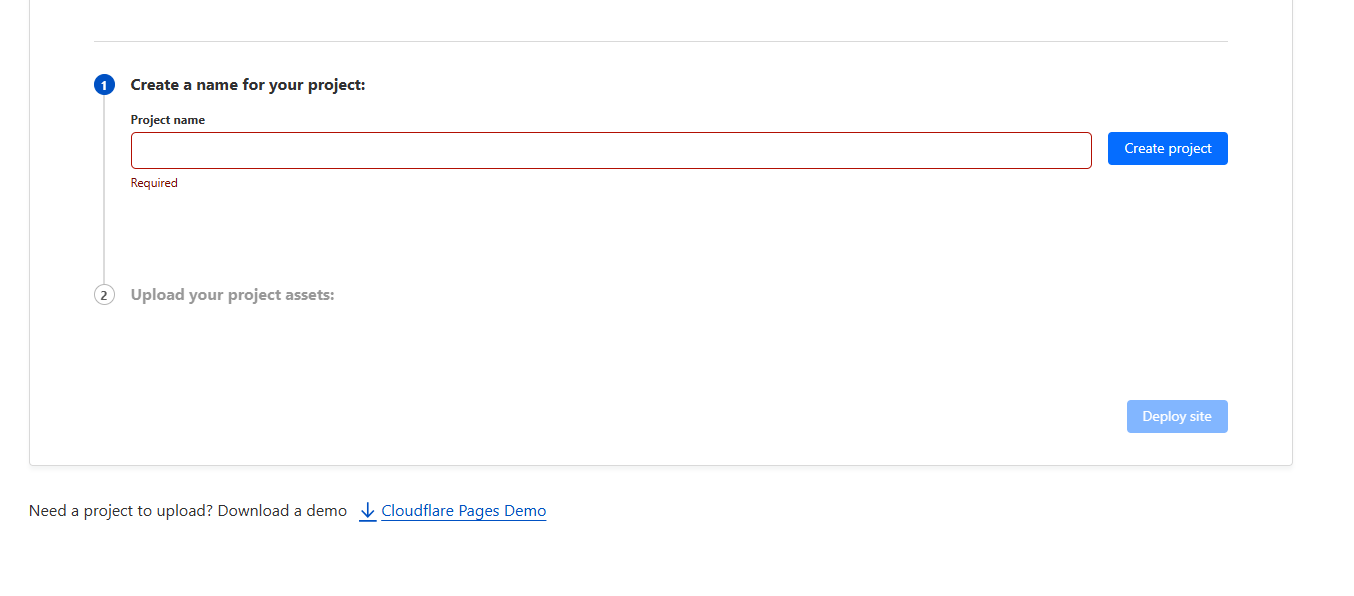 1 Create a name for your project:
Project name
Create project
Required
2 Upload your project assets:
Deploy site
Need a project to upload? Download a demo Cloudflare Pages Demo